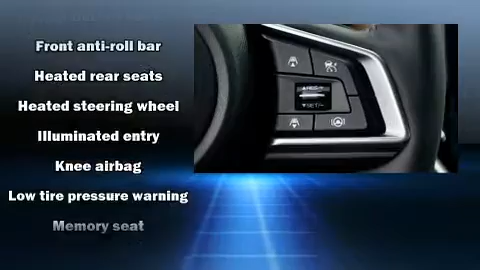 Front anti-roll bar
Heated rear seats
Heated steering wheel
Illuminated entry
Knee airbag
Low tire pressure warning
Memory seat